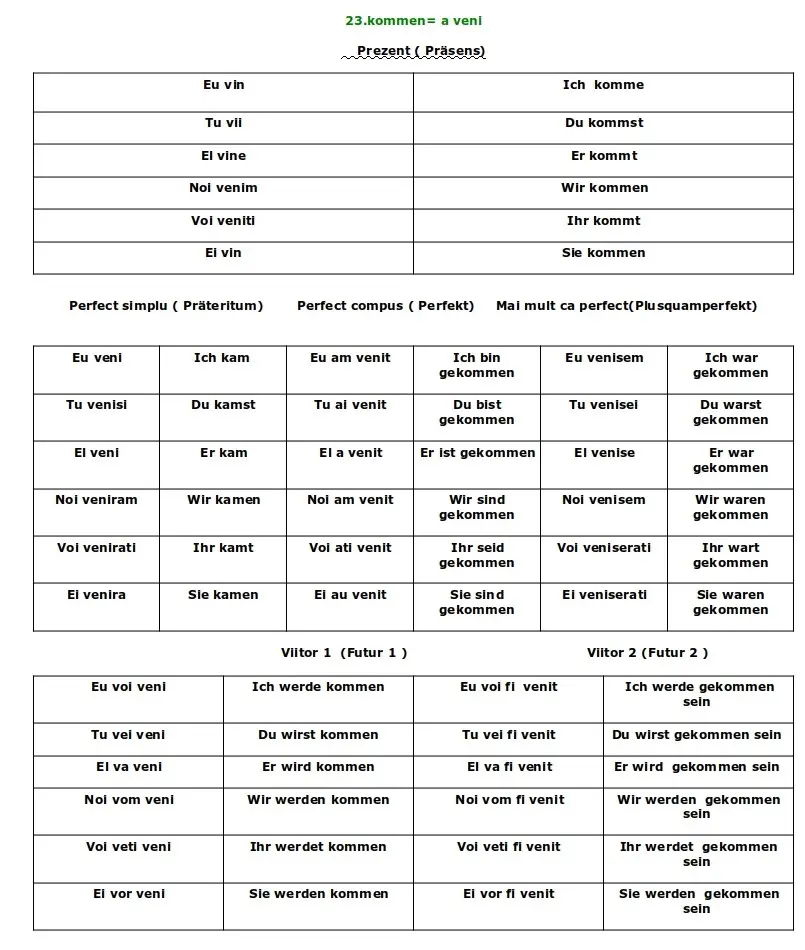 23.kommen= a veni
Prezent ( Präsens)
Eu vin Ich komme
Tu vii Du kommst
El vine Er kommt
Noi venim Wir kommen
Voi veniti Ihr kommt
Ei vin Sie kommen
Perfect simplu ( Präteritum) Perfect compus ( Perfekt) Mai mult ca perfect(Plusquamperfekt)
Eu veni Ich kam Eu am venit Ich bin gekommen Eu venisem Ich war gekommen
Tu venisi Du kamst Tu ai venit Du bist gekommen Tu venisei Du warst gekommen
El veni Er kam El a venit Er ist gekommen El venise Er war gekommen
Noi veniram Wir kamen Noi am venit Wir sind gekommen Noi venisem Wir waren gekommen
Voi venirati Ihr kamt Voi ati venit Ihr seid gekommen Voi veniserati Ihr wart gekommen
Ei venira Sie kamen Ei au venit Sie sind gekommen Ei veniserati Sie waren gekommen
Viitor 1 (Futur 1 ) Viitor 2 (Futur 2 )
Eu voi veni Ich werde kommen Eu voi fi venit Ich werde gekommen sein
Tu vei veni Du wirst kommen Tu vei fi venit Du wirst gekommen sein
El va veni Er wird kommen El va fi venit Er wird gekommen sein
Noi vom veni Wir werden kommen Noi vom fi venit Wir werden gekommen sein
Voi veti veni Ihr werdet kommen Voi veti fi venit Ihr werdet gekommen sein
Ei vor veni Sie werden kommen Ei vor fi venit Sie werden gekommen sein